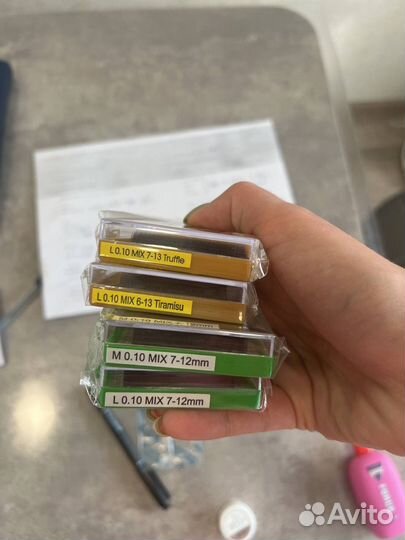 L 0.10 MIX 7-13 Truffle
L 0.10 MIX 6-13 Tiramisu
M 0.10 MIX 7-12mm
L 0.10 MIX 7-12mm
Avito